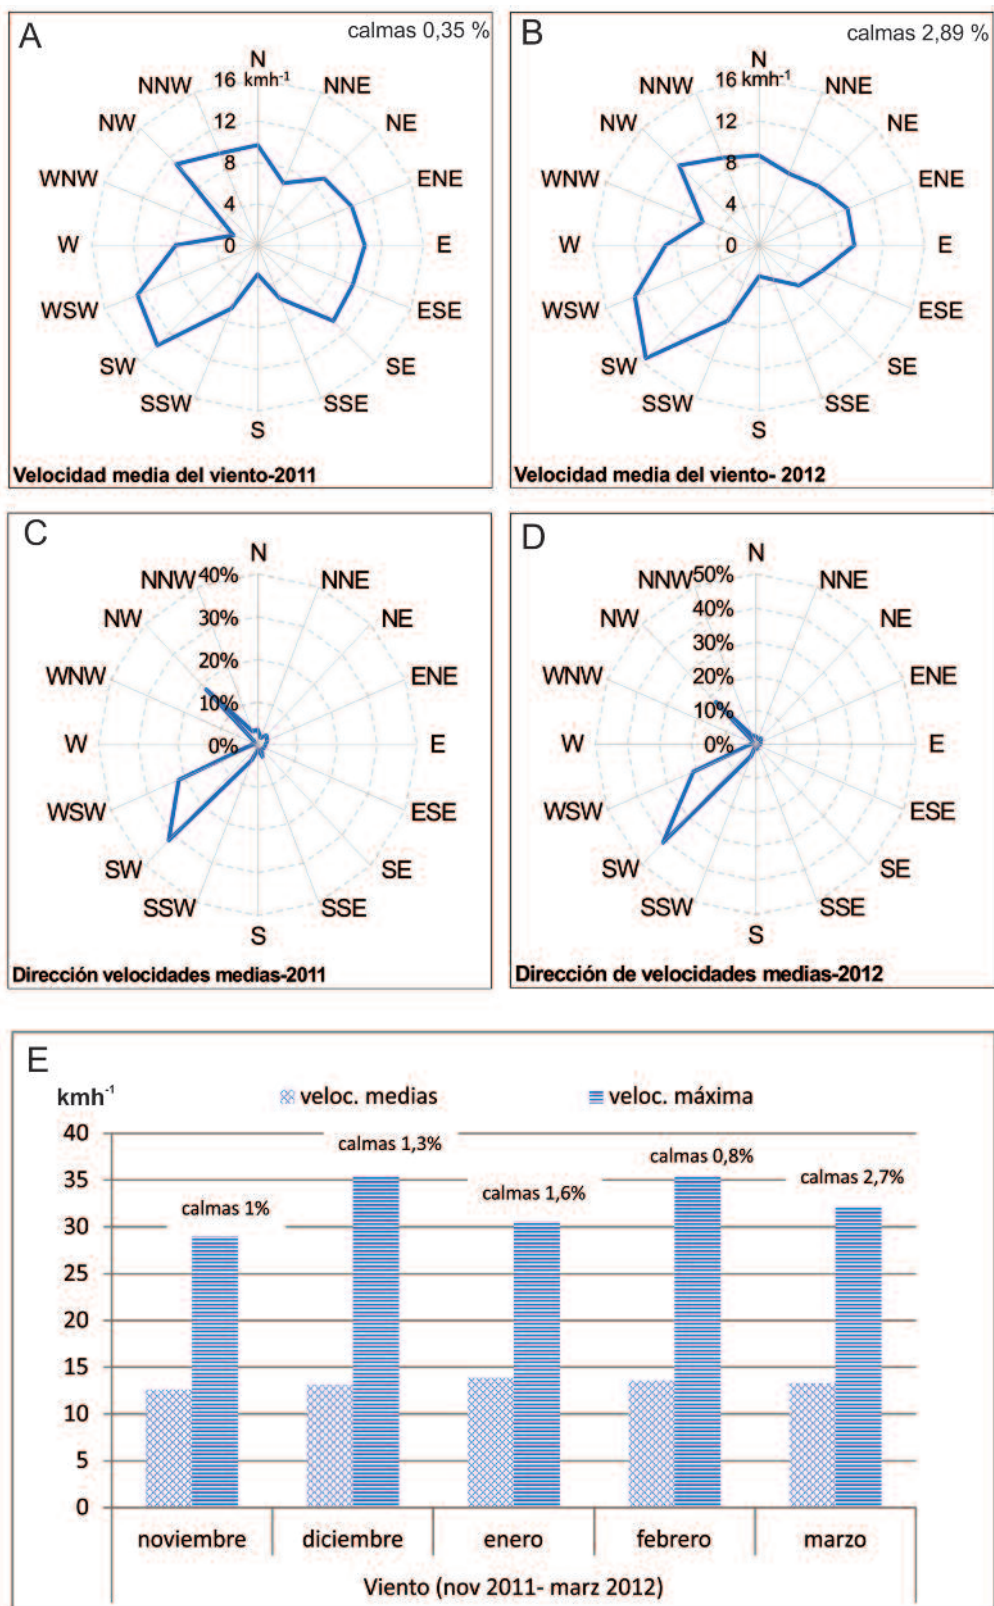 A
calmas 0,35 %
N
16 kmh-1
NNW
NNE
NW
12
NE
8
WNW
ENE
4
W
0
E
WSW
ESE
SW
SE
SSW
SSE
S
Velocidad media del viento-2011
B
calmas 2,89 %
N
16 kmh-1
NNW
NNE
NW
12
NE
8
WNW
ENE
4
W
0
E
WSW
ESE
SW
SE
SSW
SSE
S
Velocidad media del viento- 2012
C
N
NNW
40%
NNE
NW
30%
NE
WNW
20%
ENE
10%
W
0%
E
WSW
ESE
SW
SE
SSW
SSE
S
Dirección velocidades medias-2011
D
N
NNW
50%
NNE
40%
NW
NE
30%
WNW
20%
ENE
10%
W
0%
E
WSW
ESE
SW
SE
SSW
SSE
S
Dirección de velocidades medias-2012
E
kmh-1
veloc. medias
veloc. máxima
40
35
30
25
20
15
10
5
0
calmas 1%
calmas 1,3%
calmas 1,6%
calmas 0,8%
calmas 2,7%
noviembre
diciembre
enero
febrero
marzo
Viento (nov 2011- marz 2012)